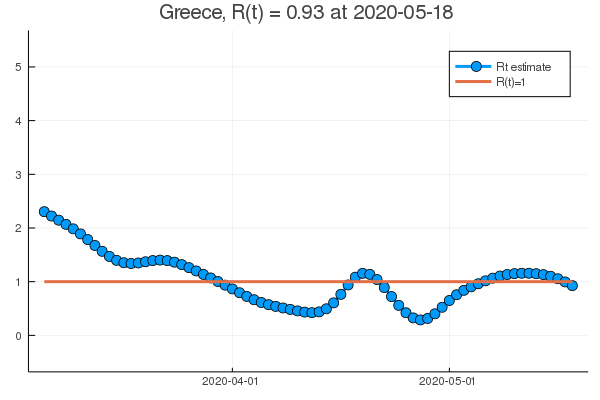 Greece, R(t) = 0.93 at 2020-05-18
5
4
3
2
1
0
Rt estimate
R(t)=1
2020-04-01
2020-05-01